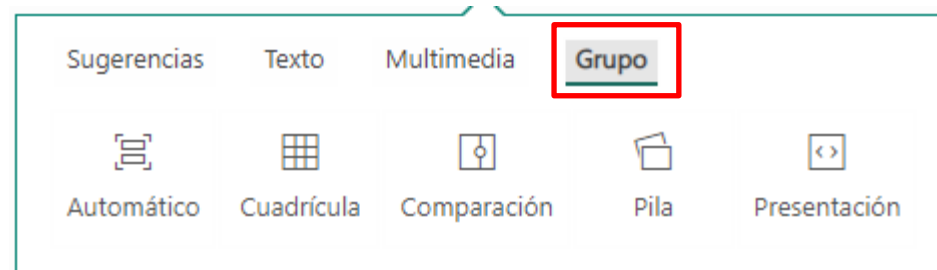 Sugerencias Texto Multimedia Grupo
Automático Cuadrícula Comparación Pila Presentación